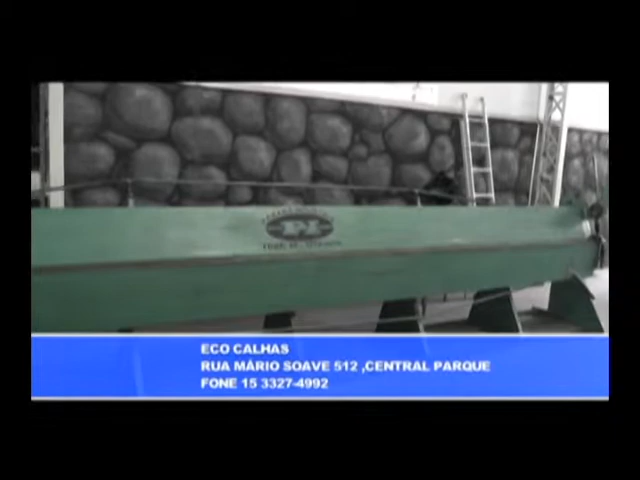 ECO CALHAS
RUA MÁRIO SOAVE 512 ,CENTRAL PARQUE
FONE 15 3327-4992